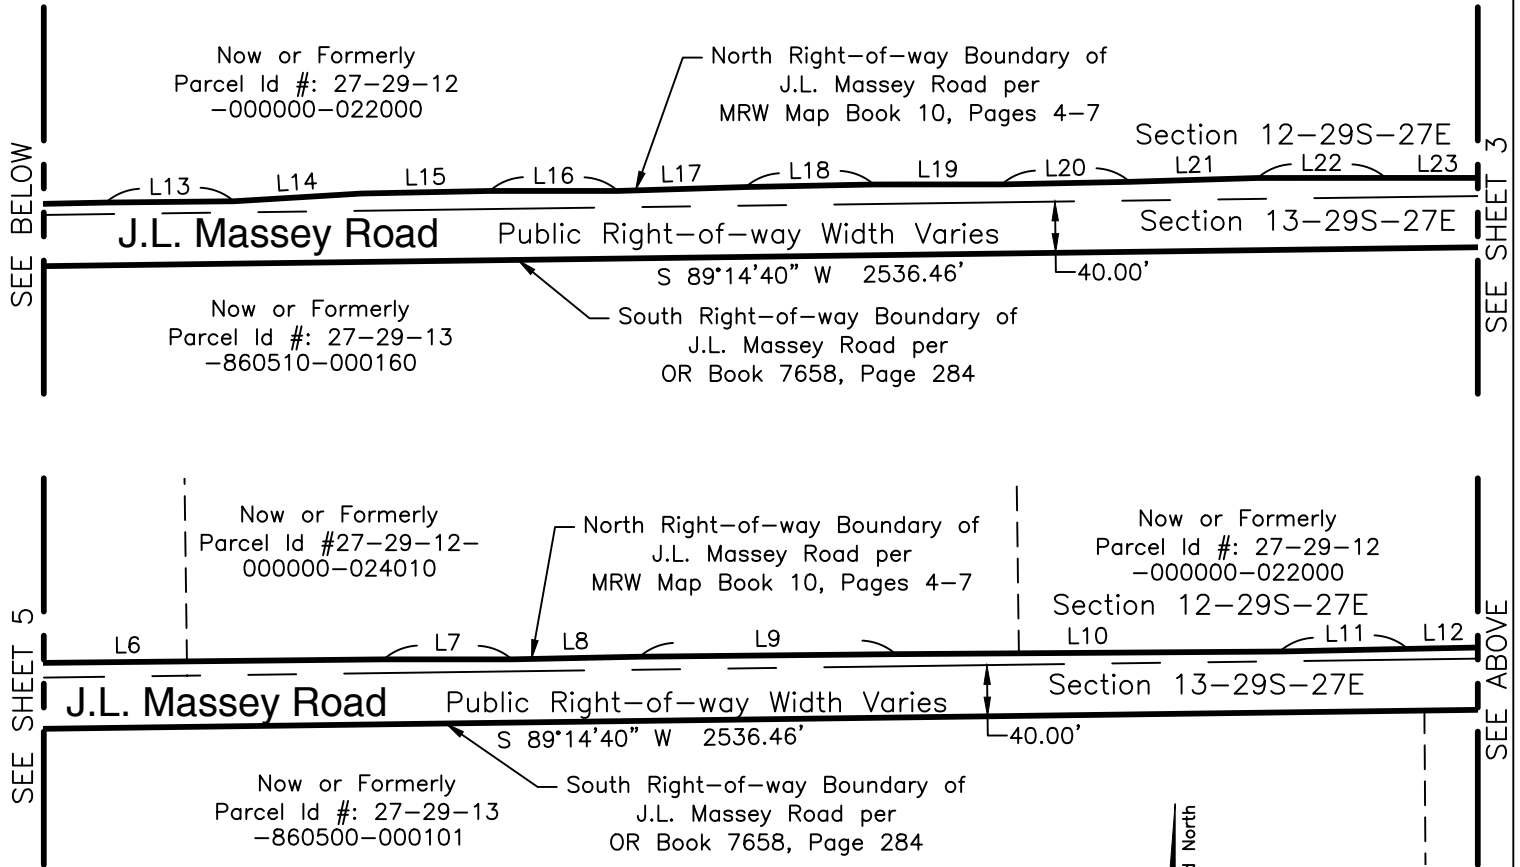 Now or Formerly
Parcel Id #: 27-29-12
-000000-022000
North Right-of-way Boundary of
J.L. Massey Road per
MRW Map Book 10, Pages 4-7
Section 12-29S-27E
SEE BELOW
SEE SHEET 3
L13
L14
L15
L16
L17
L18
L19
L20
L21
L22
L23
J.L. Massey Road
Public Right-of-way Width Varies
Section 13-29S-27E
S 89°14'40" W 2536.46'
40.00'
Now or Formerly
Parcel Id #: 27-29-13
-860510-000160
South Right-of-way Boundary of
J.L. Massey Road per
OR Book 7658, Page 284
Now or Formerly
Parcel Id #27-29-12-
000000-024010
North Right-of-way Boundary of
J.L. Massey Road per
MRW Map Book 10, Pages 4-7
Now or Formerly
Parcel Id #: 27-29-12
-000000-022000
Section 12-29S-27E
SEE SHEET 5
SEE ABOVE
L6
L7
L8
L9
L10
L11
L12
J.L. Massey Road
Public Right-of-way Width Varies
Section 13-29S-27E
S 89°14'40" W 2536.46'
40.00'
Now or Formerly
Parcel Id #: 27-29-13
-860500-000101
South Right-of-way Boundary of
J.L. Massey Road per
OR Book 7658, Page 284
North